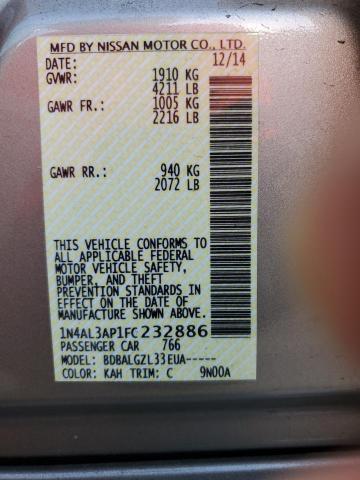 MFD BY NISSAN MOTOR CO., LTD.
DATE: 12/14
GVWR: 1910 KG
4211 LB
GAWR FR.: 1005 KG
2216 LB
GAWR RR.: 940 KG
2072 LB
THIS VEHICLE CONFORMS TO
ALL APPLICABLE FEDERAL
MOTOR VEHICLE SAFETY,
BUMPER, AND THEFT
PREVENTION STANDARDS IN
EFFECT ON THE DATE OF
MANUFACTURE SHOWN ABOVE.
1N4AL3AP1FC232886
PASSENGER CAR 766
MODEL: BDBALGZL33EUA-----
COLOR: KAH TRIM: C 9N00A